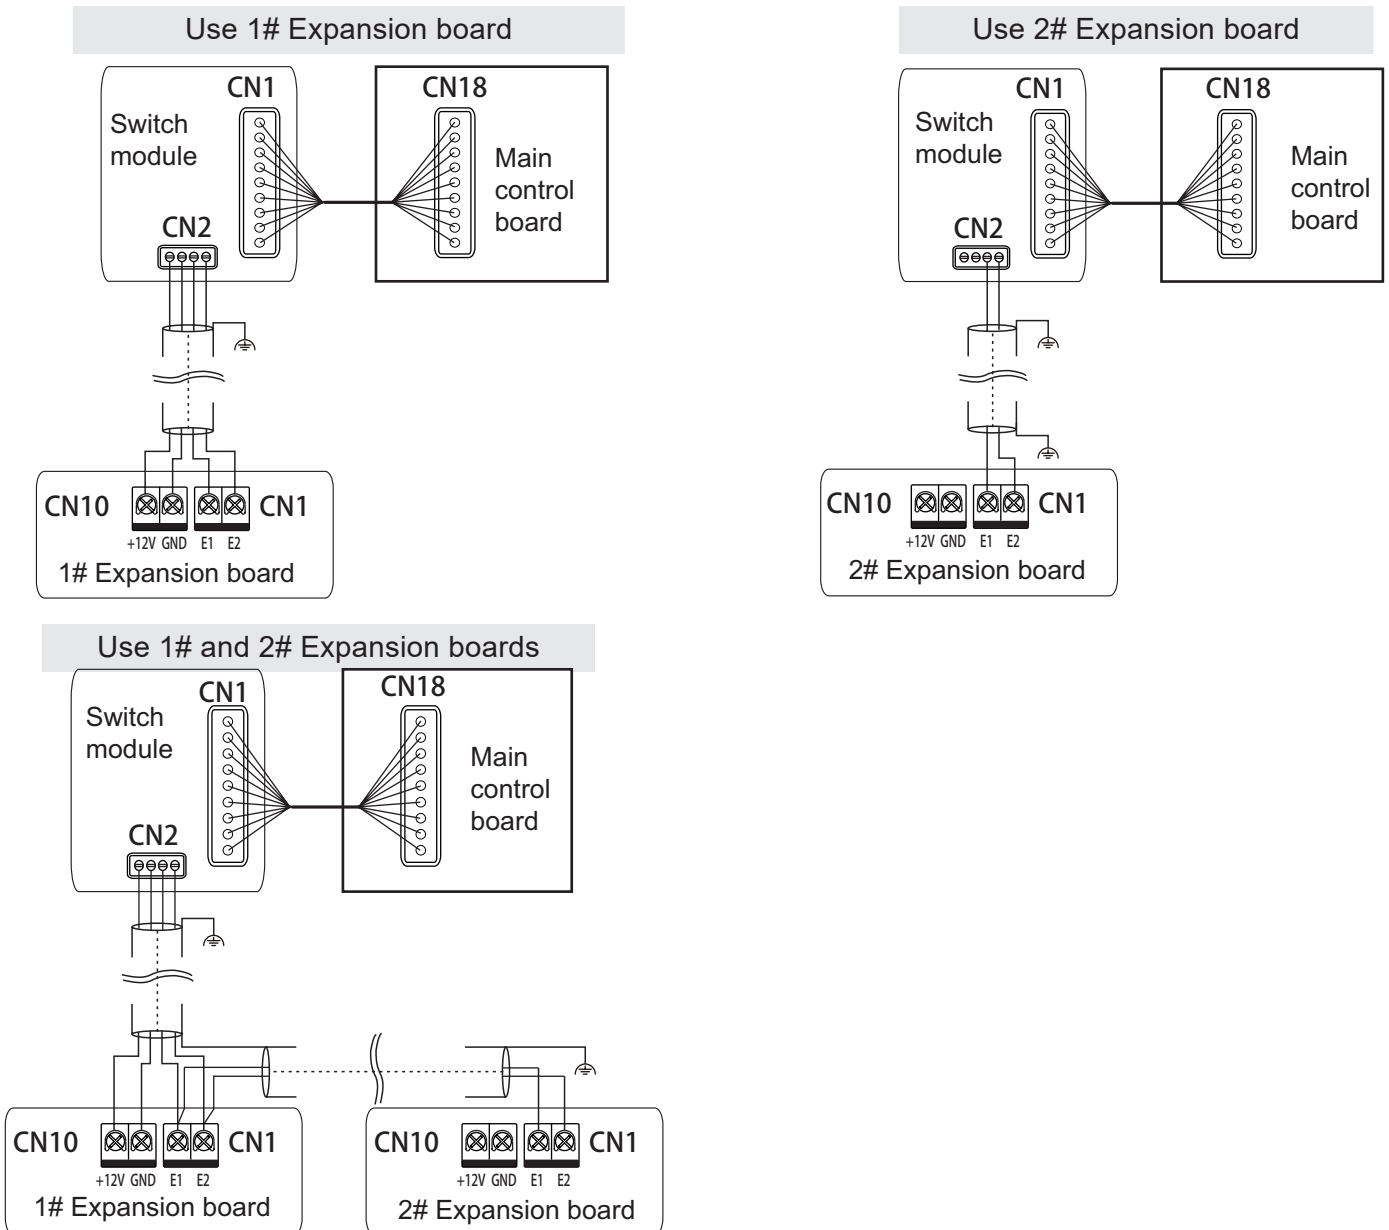 Use 1# Expansion board
CN1
CN18
Switch
module
Main
control
board
CN2
CN10
CN1
+12V GND E1 E2
1# Expansion board
Use 2# Expansion board
CN1
CN18
Switch
module
Main
control
board
CN2
CN10
CN1
+12V GND E1 E2
2# Expansion board
Use 1# and 2# Expansion boards
CN1
CN18
Switch
module
Main
control
board
CN2
CN10
CN1
+12V GND E1 E2
1# Expansion board
CN10
CN1
+12V GND E1 E2
2# Expansion board